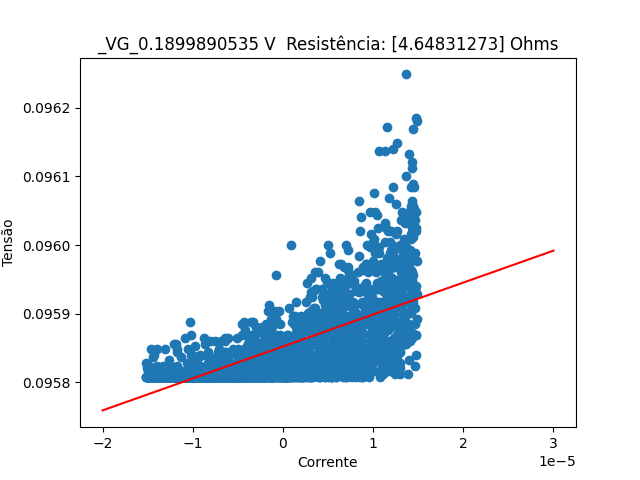 _VG_0.1899890535 V  Resistência: [4.64831273] Ohms
0.0962
0.0961
0.0960
0.0959
0.0958
Tensão
−2
−1
0
1
2
3
1e−5
Corrente